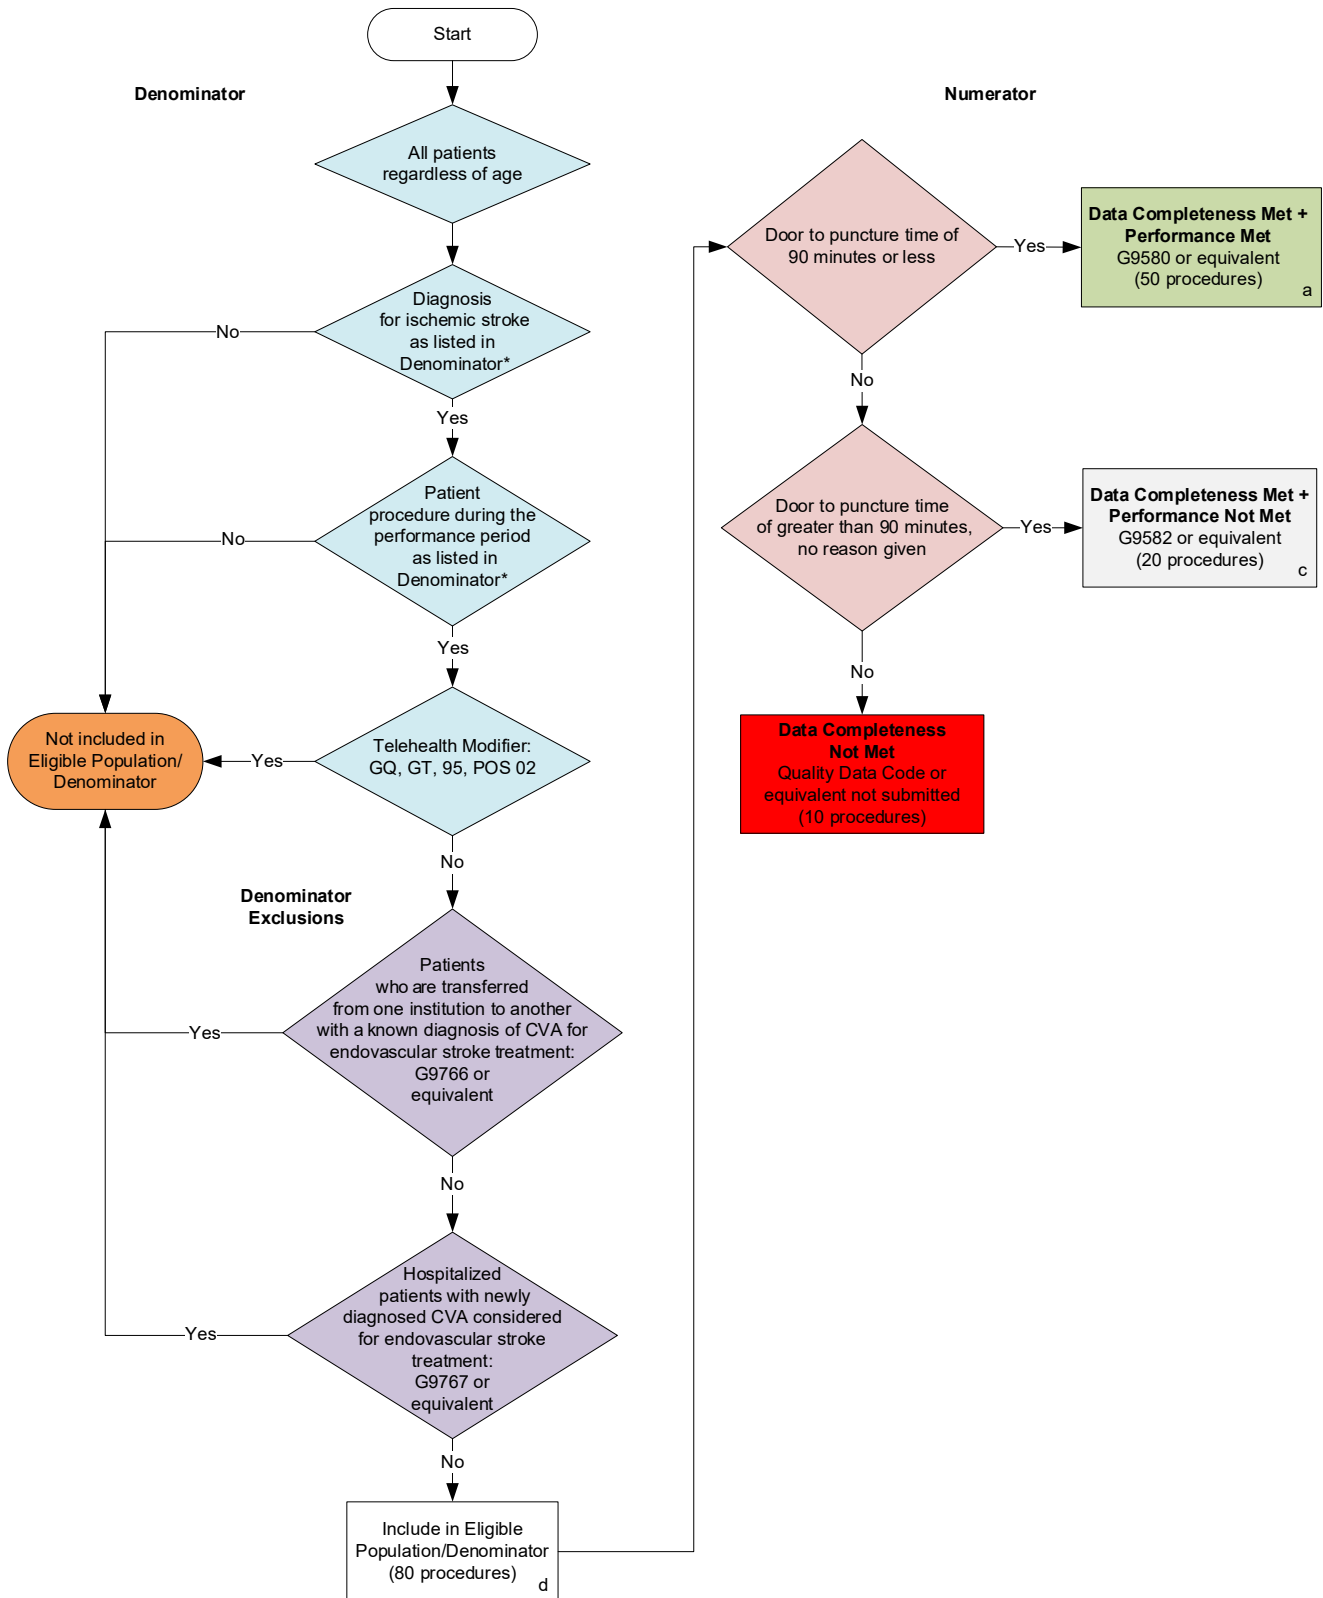 Start
Denominator
All patients
regardless of age
Diagnosis
for ischemic stroke
as listed in
Denominator*
No
Yes
Patient
procedure during the
performance period
as listed in
Denominator*
No
Yes
Telehealth Modifier:
GQ, GT, 95, POS 02
Yes
Not included in
Eligible Population/
Denominator
No
Denominator
Exclusions
Patients
who are transferred
from one institution to another
with a known diagnosis of CVA for
endovascular stroke treatment:
G9766 or
equivalent
Yes
No
Hospitalized
patients with newly
diagnosed CVA considered
for endovascular stroke
treatment:
G9767 or
equivalent
Yes
No
Include in Eligible
Population/Denominator
(80 procedures)
d
Numerator
Door to puncture time of
90 minutes or less
Yes
Data Completeness Met +
Performance Met
G9580 or equivalent
(50 procedures)
a
No
Door to puncture time
of greater than 90 minutes,
no reason given
Yes
Data Completeness Met +
Performance Not Met
G9582 or equivalent
(20 procedures)
c
No
Data Completeness
Not Met
Quality Data Code or
equivalent not submitted
(10 procedures)